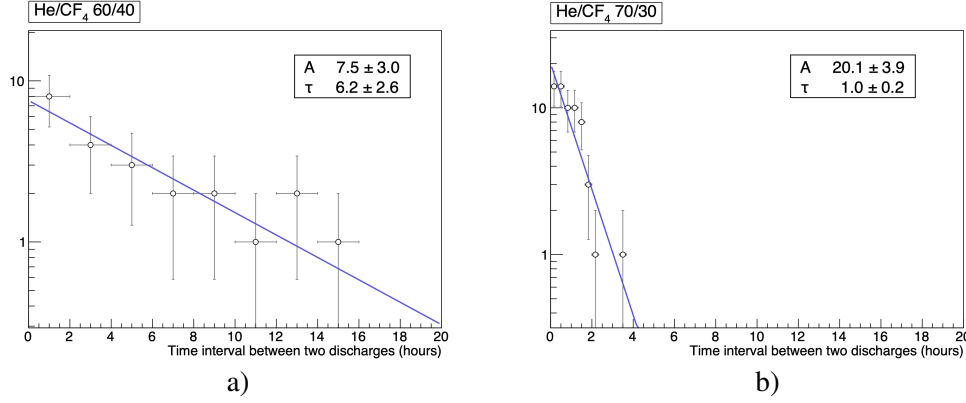 He/CF4 60/40
A 7.5 ± 3.0
τ 6.2 ± 2.6
10
1
0 2 4 6 8 10 12 14 16 18 20
Time interval between two discharges (hours)
a)
He/CF4 70/30
A 20.1 ± 3.9
τ 1.0 ± 0.2
10
1
0 2 4 6 8 10 12 14 16 18 20
Time interval between two discharges (hours)
b)